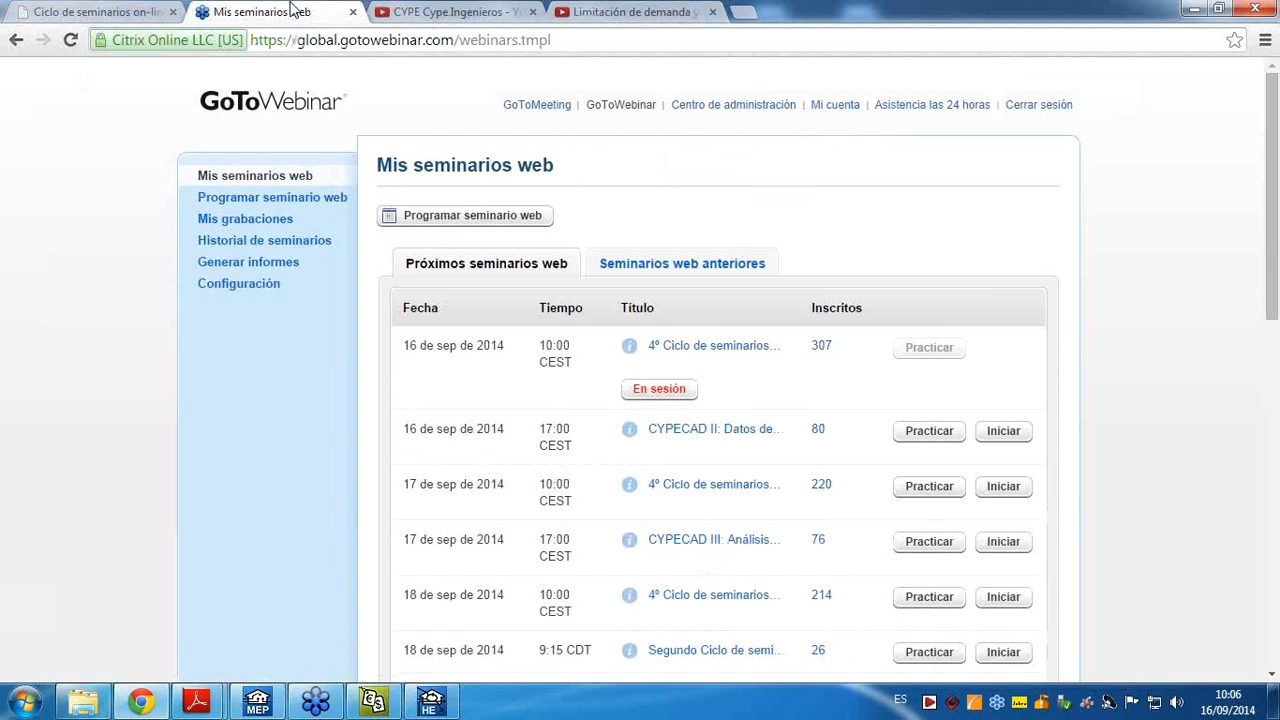 Ciclo de seminarios on-lin
Mis seminarios web
CYPE Cype.Ingenieros - Yo
Limitación de demanda y
Citrix Online LLC [US]
https://global.gotowebinar.com/webinars.tmpl
GoToWebinar
GoToMeeting | GoToWebinar | Centro de administración | Mi cuenta | Asistencia las 24 horas | Cerrar sesión
Mis seminarios web
Programar seminario web
Mis grabaciones
Historial de seminarios
Generar informes
Configuración
Mis seminarios web
Programar seminario web
Próximos seminarios web
Seminarios web anteriores
Fecha Tiempo Título Inscritos
16 de sep de 2014 10:00 CEST 4º Ciclo de seminarios... 307 Practicar
En sesión
16 de sep de 2014 17:00 CEST CYPECAD II: Datos de... 80 Practicar Iniciar
17 de sep de 2014 10:00 CEST 4º Ciclo de seminarios... 220 Practicar Iniciar
17 de sep de 2014 17:00 CEST CYPECAD III: Análisis... 76 Practicar Iniciar
18 de sep de 2014 10:00 CEST 4º Ciclo de seminarios... 214 Practicar Iniciar
18 de sep de 2014 9:15 CDT Segundo Ciclo de semi... 26 Practicar Iniciar
MEP
HE
ES
10:06
16/09/2014